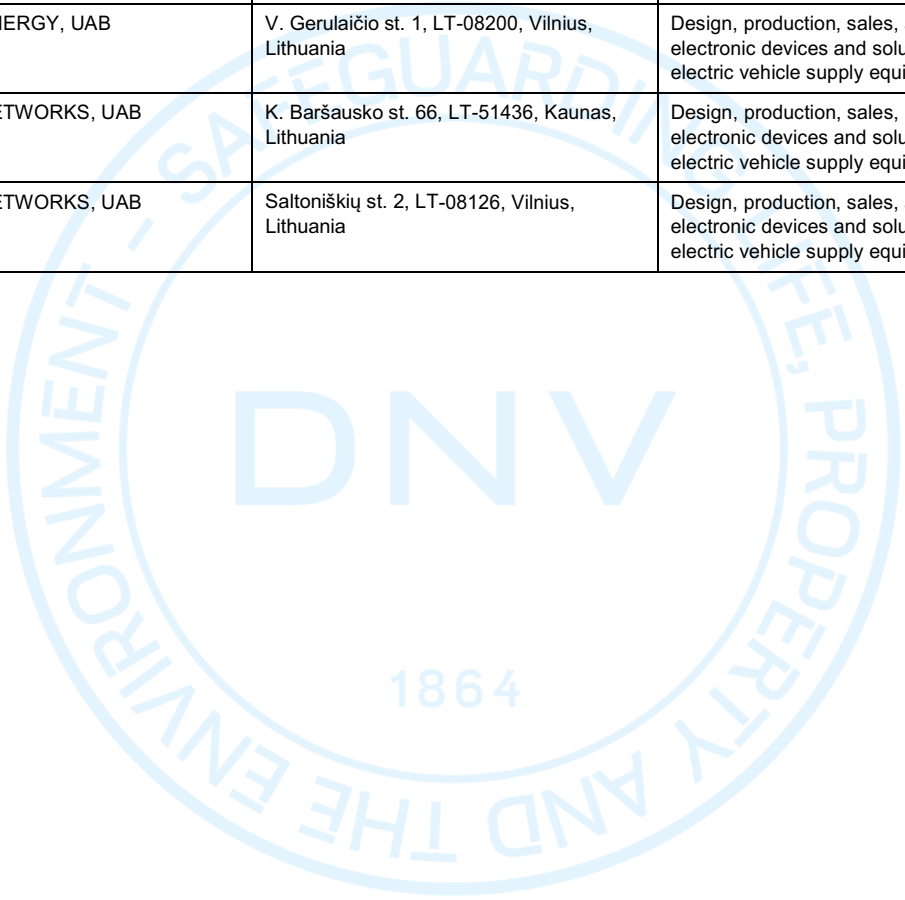 NERGY, UAB
V. Gerulaičio st. 1, LT-08200, Vilnius,
Lithuania
Design, production, sales,
electronic devices and solu
electric vehicle supply equi
ETWORKS, UAB
K. Baršausko st. 66, LT-51436, Kaunas,
Lithuania
Design, production, sales,
electronic devices and solu
electric vehicle supply equi
ETWORKS, UAB
Saltoniškių st. 2, LT-08126, Vilnius,
Lithuania
Design, production, sales,
electronic devices and solu
electric vehicle supply equi
SAFEGUARDING LIFE, PROPERTY AND THE ENVIRONMENT -
DNV
1864